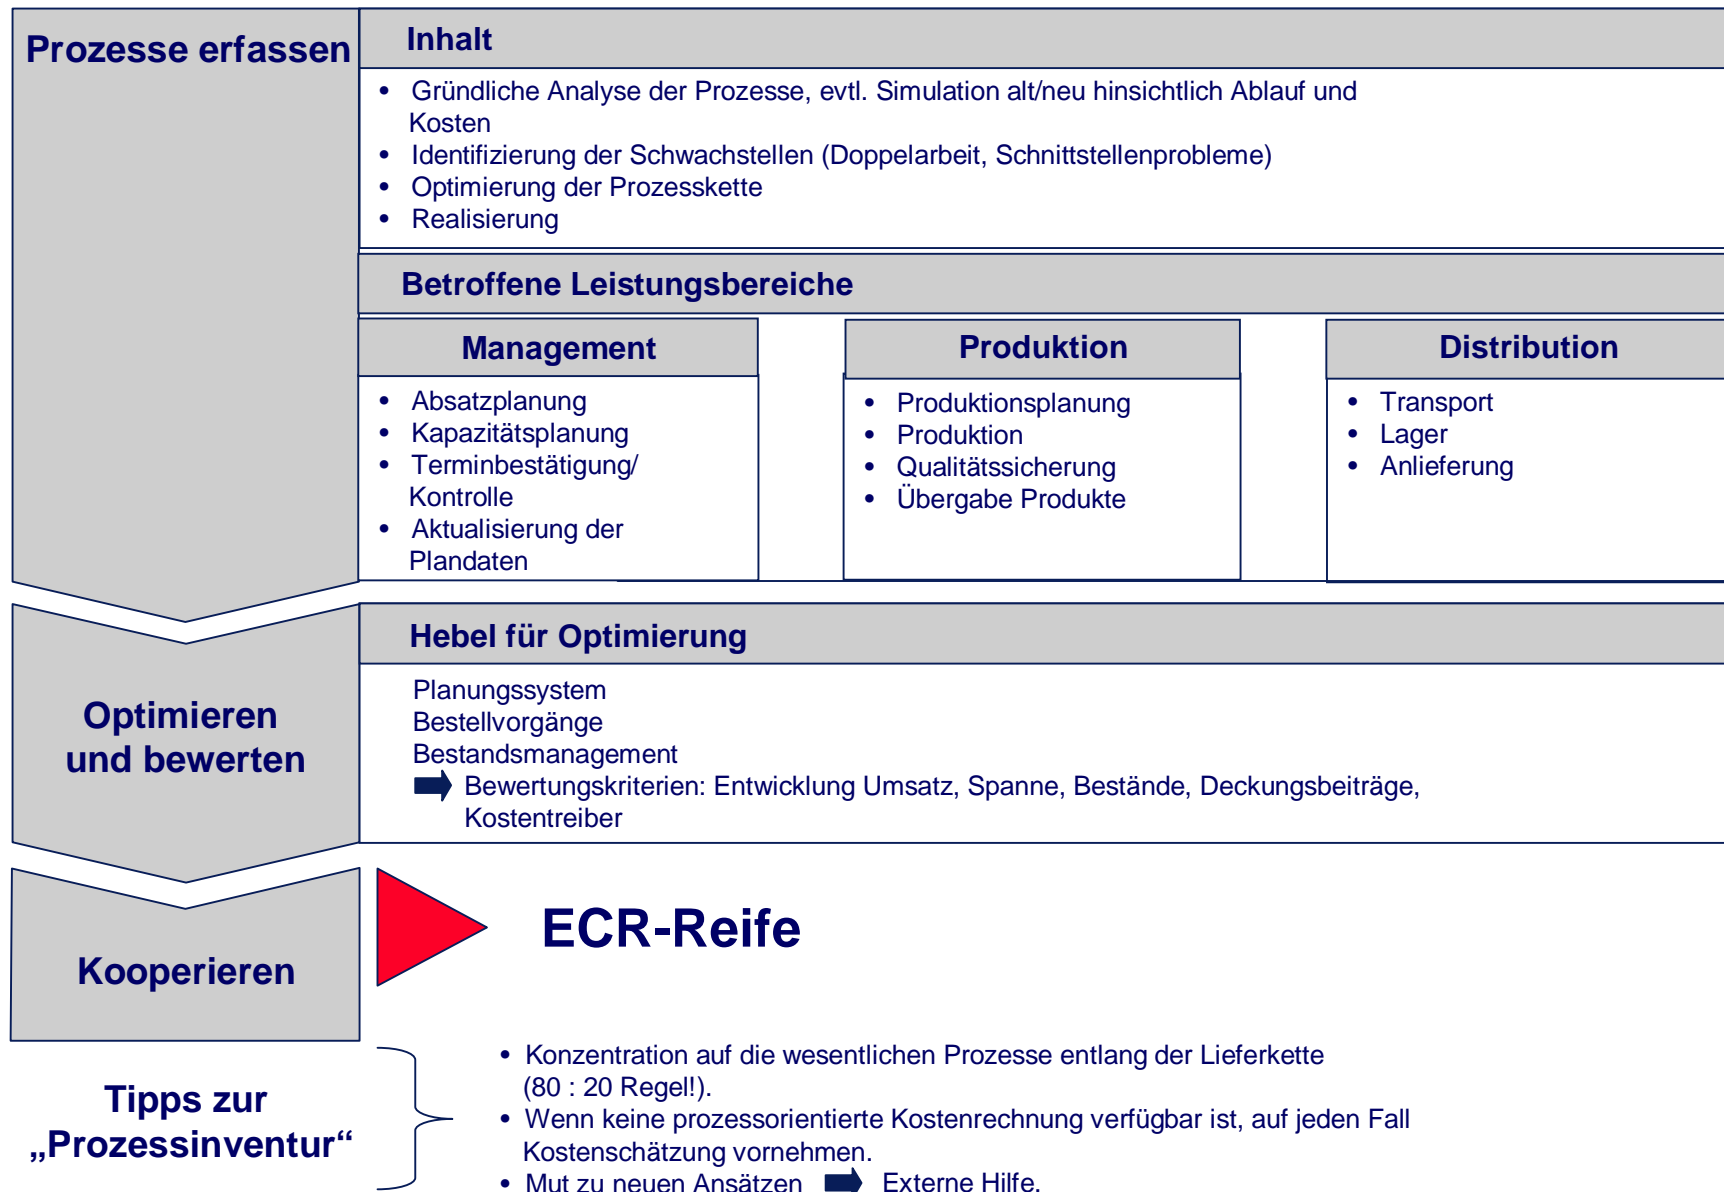 Prozesse erfassen
Inhalt
• Gründliche Analyse der Prozesse, evtl. Simulation alt/neu hinsichtlich Ablauf und
Kosten
• Identifizierung der Schwachstellen (Doppelarbeit, Schnittstellenprobleme)
• Optimierung der Prozesskette
• Realisierung
Betroffene Leistungsbereiche
Management
• Absatzplanung
• Kapazitätsplanung
• Terminbestätigung/
Kontrolle
• Aktualisierung der
Plandaten
Produktion
• Produktionsplanung
• Produktion
• Qualitätssicherung
• Übergabe Produkte
Distribution
• Transport
• Lager
• Anlieferung
Optimieren
und bewerten
Hebel für Optimierung
Planungssystem
Bestellvorgänge
Bestandsmanagement
Bewertungskriterien: Entwicklung Umsatz, Spanne, Bestände, Deckungsbeiträge,
Kostentreiber
Kooperieren
ECR-Reife
Tipps zur
„Prozessinventur“
• Konzentration auf die wesentlichen Prozesse entlang der Lieferkette
(80 : 20 Regel!).
• Wenn keine prozessorientierte Kostenrechnung verfügbar ist, auf jeden Fall
Kostenschätzung vornehmen.
• Mut zu neuen Ansätzen Externe Hilfe.